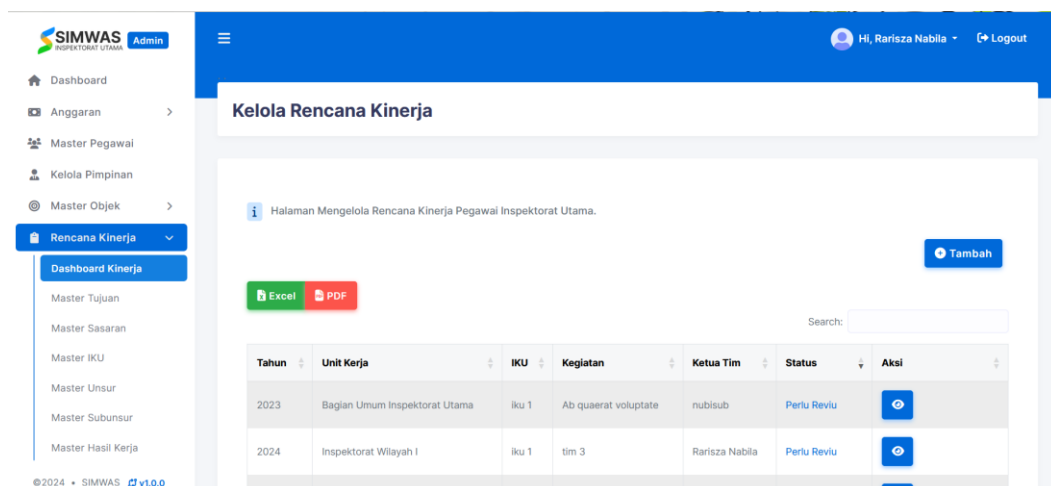 SIMWAS
INSPEKTORAT UTAMA
Admin
Hi, Rarisza Nabila
Logout
Dashboard
Anggaran
Master Pegawai
Kelola Pimpinan
Master Objek
Rencana Kinerja
Dashboard Kinerja
Master Tujuan
Master Sasaran
Master IKU
Master Unsur
Master Subunsur
Master Hasil Kerja
©2024 • SIMWAS v1.0.0
Kelola Rencana Kinerja
i Halaman Mengelola Rencana Kinerja Pegawai Inspektorat Utama.
Tambah
Excel PDF
Search:
Tahun Unit Kerja IKU Kegiatan Ketua Tim Status Aksi
2023 Bagian Umum Inspektorat Utama iku 1 Ab quaerat voluptate nubisub Perlu Reviu
2024 Inspektorat Wilayah I iku 1 tim 3 Rarisza Nabila Perlu Reviu